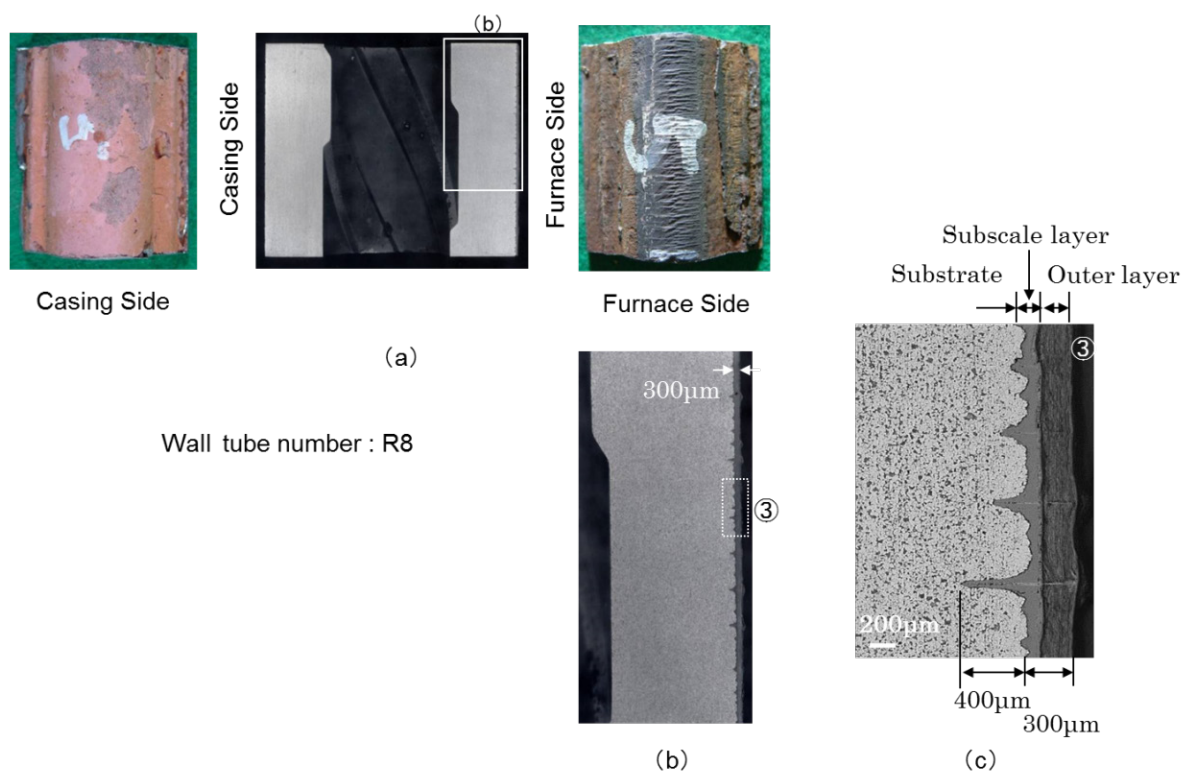 (b)
Casing Side
Furnace Side
Casing Side
Furnace Side
(a)
Wall tube number : R8
Subscale layer
Substrate
Outer layer
③
200µm
400µm
300µm
(c)
300µm
③
(b)